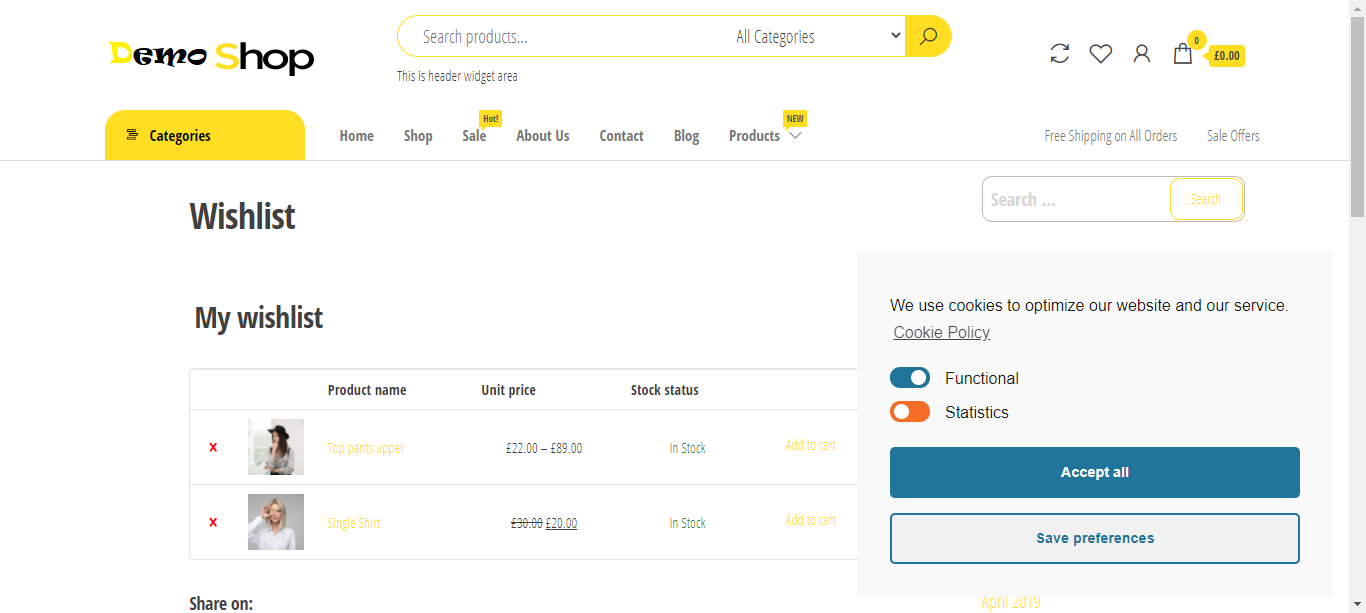 Demo Shop
Search products...
All Categories
This is header widget area
0
£0.00
Categories
Home
Shop
Sale
Hot!
About Us
Contact
Blog
Products
NEW
Free Shipping on All Orders
Sale Offers
Wishlist
Search ...
Search
My wishlist
Product name
Unit price
Stock status
x
Top pants upper
£22.00 – £89.00
In Stock
Add to cart
x
Single Shirt
£30.00 £20.00
In Stock
Add to cart
Share on:
We use cookies to optimize our website and our service.
Cookie Policy
Functional
Statistics
Accept all
Save preferences
April 2019